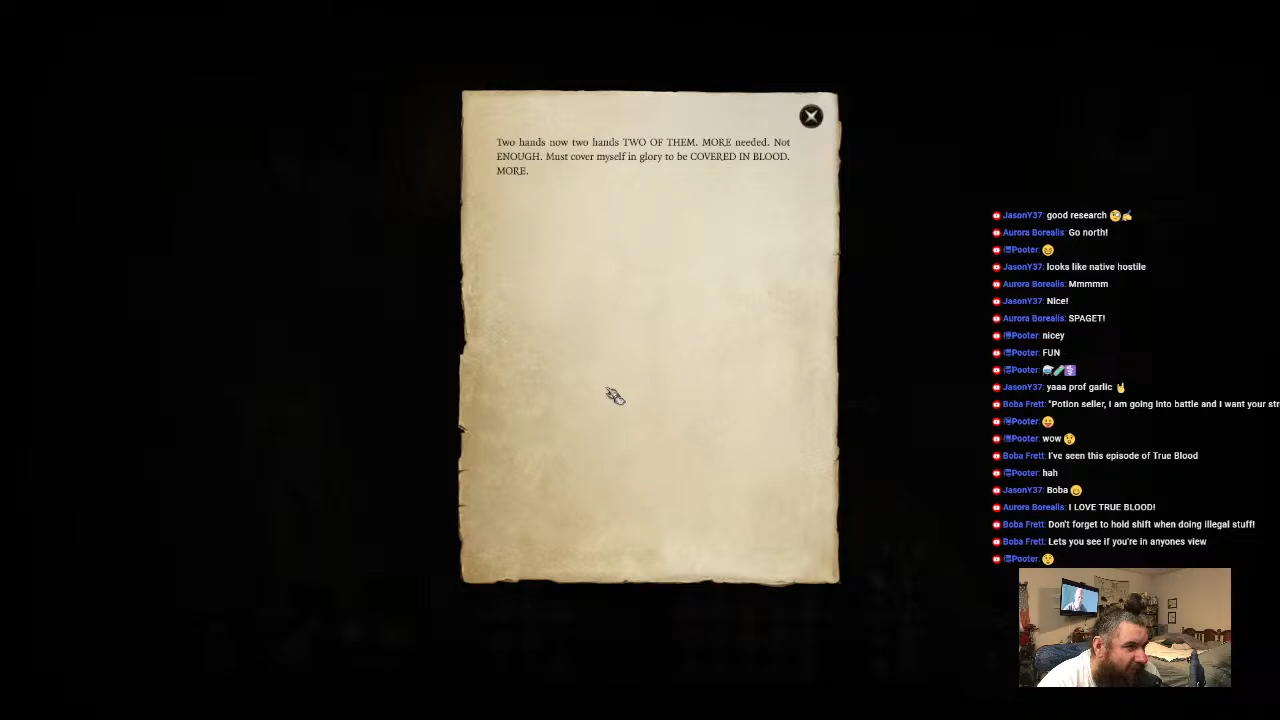 Two hands now two hands TWO OF THEM. MORE needed. Not
ENOUGH. Must cover myself in glory to be COVERED IN BLOOD.
MORE.
JasonY37: good research 🧐✍
Aurora Borealis: Go north!
Pooter: 😄
JasonY37: looks like native hostile
Aurora Borealis: Mmmmm
JasonY37: Nice!
Aurora Borealis: SPAGET!
Pooter: nicey
Pooter: FUN
JasonY37: yaaa prof garlic 🤘
Boba Frett: "Potion seller, I am going into battle and I want your str
Pooter: 😛
Pooter: wow 😲
Boba Frett: I've seen this episode of True Blood
Pooter: hah
JasonY37: Boba 😄
Aurora Borealis: I LOVE TRUE BLOOD!
Boba Frett: Don't forget to hold shift when doing illegal stuff!
Boba Frett: Lets you see if you're in anyones view
Pooter: 🤨